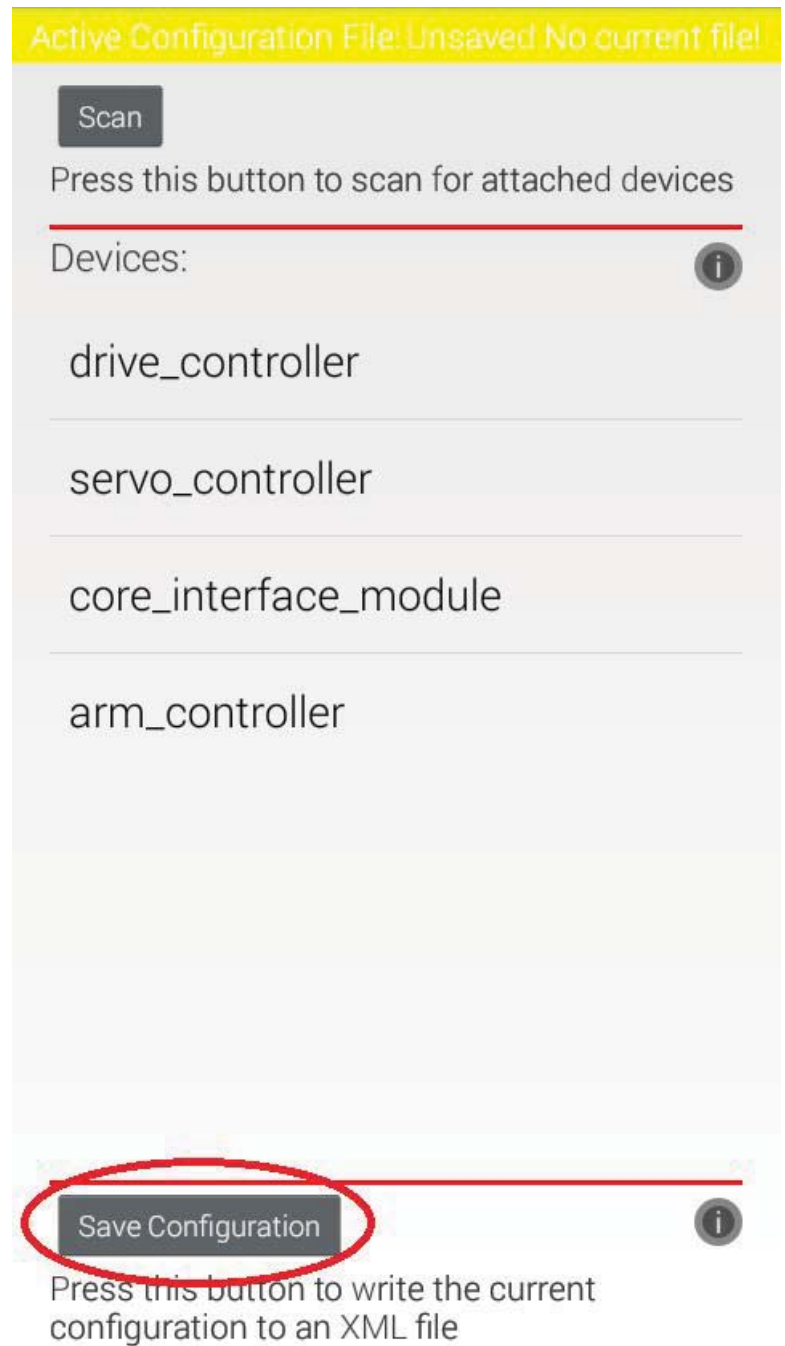 Active Configuration File: Unsaved No current file!
Scan
Press this button to scan for attached devices
Devices:
i
drive_controller
servo_controller
core_interface_module
arm_controller
Save Configuration
i
Press this button to write the current
configuration to an XML file